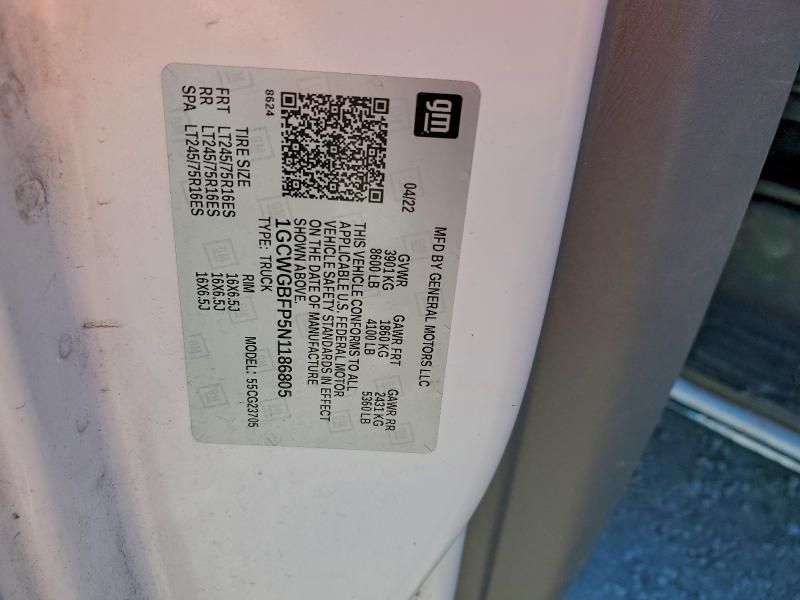 gm
MFD BY GENERAL MOTORS LLC
04/22
GVWR GAWR FRT GAWR RR
3901 KG 1860 KG 2431 KG
8600 LB 4100 LB 5360 LB
THIS VEHICLE CONFORMS TO ALL
APPLICABLE U.S. FEDERAL MOTOR
VEHICLE SAFETY STANDARDS IN EFFECT
ON THE DATE OF MANUFACTURE
SHOWN ABOVE.
1GCWGBFP5N1186805
8624
TYPE: TRUCK MODEL: 55CG23705
TIRE SIZE RIM
FRT LT245/75R16ES 16X6.5J
RR LT245/75R16ES 16X6.5J
SPA LT245/75R16ES 16X6.5J